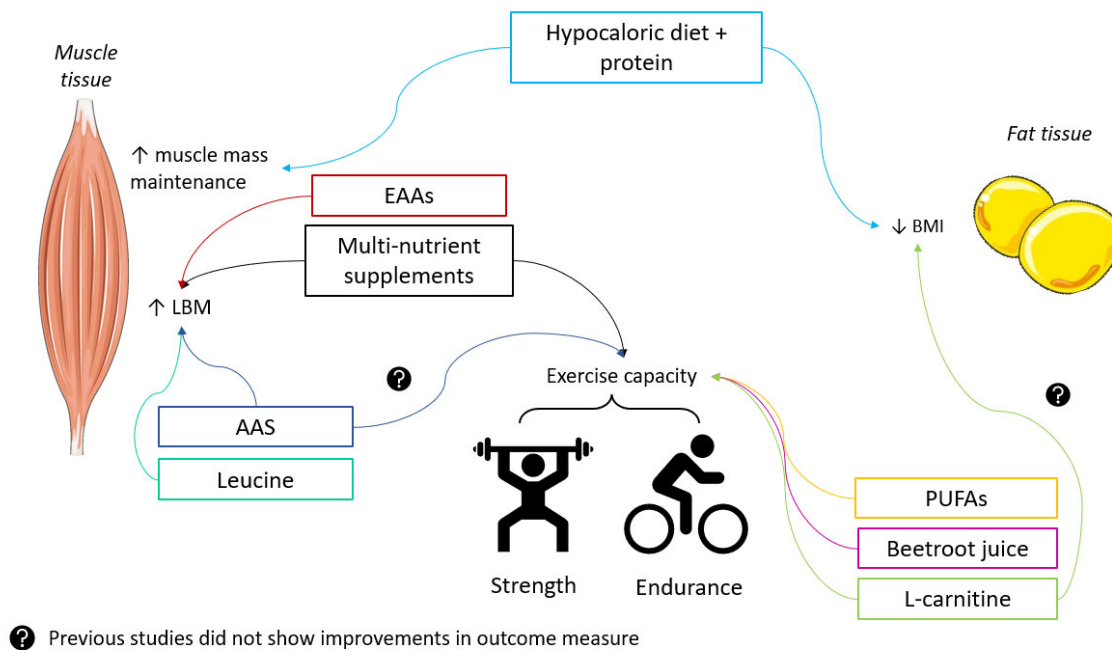 Muscle
tissue
Hypocaloric diet +
protein
Fat tissue
↑ muscle mass
maintenance
EAAs
Multi-nutrient
supplements
↓ BMI
↑ LBM
?
Exercise capacity
?
AAS
Leucine
PUFAs
Beetroot juice
L-carnitine
Strength
Endurance
? Previous studies did not show improvements in outcome measure